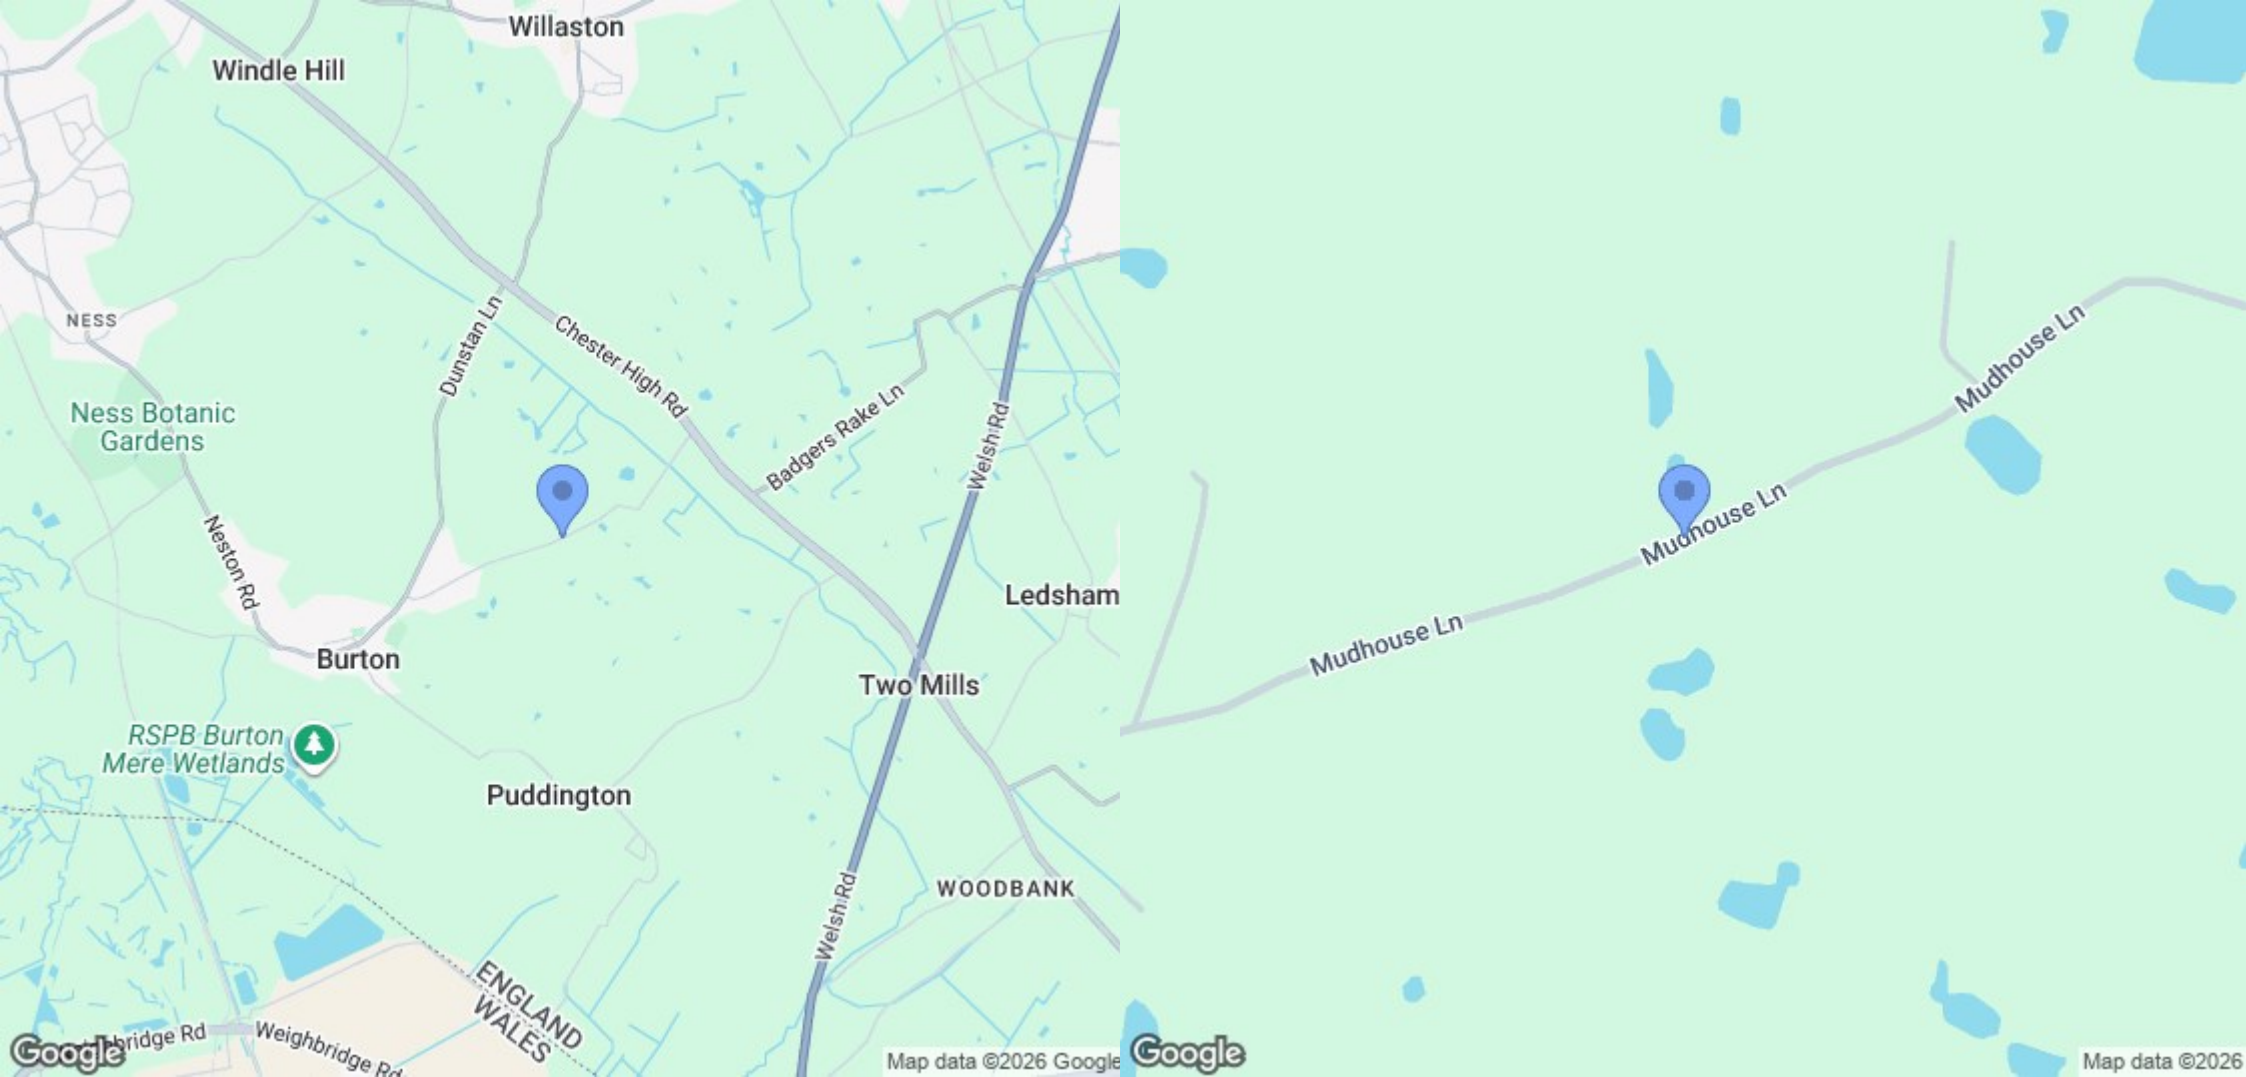 Willaston
Windle Hill
NESS
Dunstan Ln
Chester High Rd
Ness Botanic
Gardens
Badgers Rake Ln
Welsh Rd
Neston Rd
Ledsham
Burton
Two Mills
RSPB Burton
Mere Wetlands
Puddington
WOODBANK
Welsh Rd
ENGLAND
WALES
Weighbridge Rd
Google
Map data ©2026 Google
Mudhouse Ln
Mudhouse Ln
Mudhouse Ln
Google
Map data ©2026